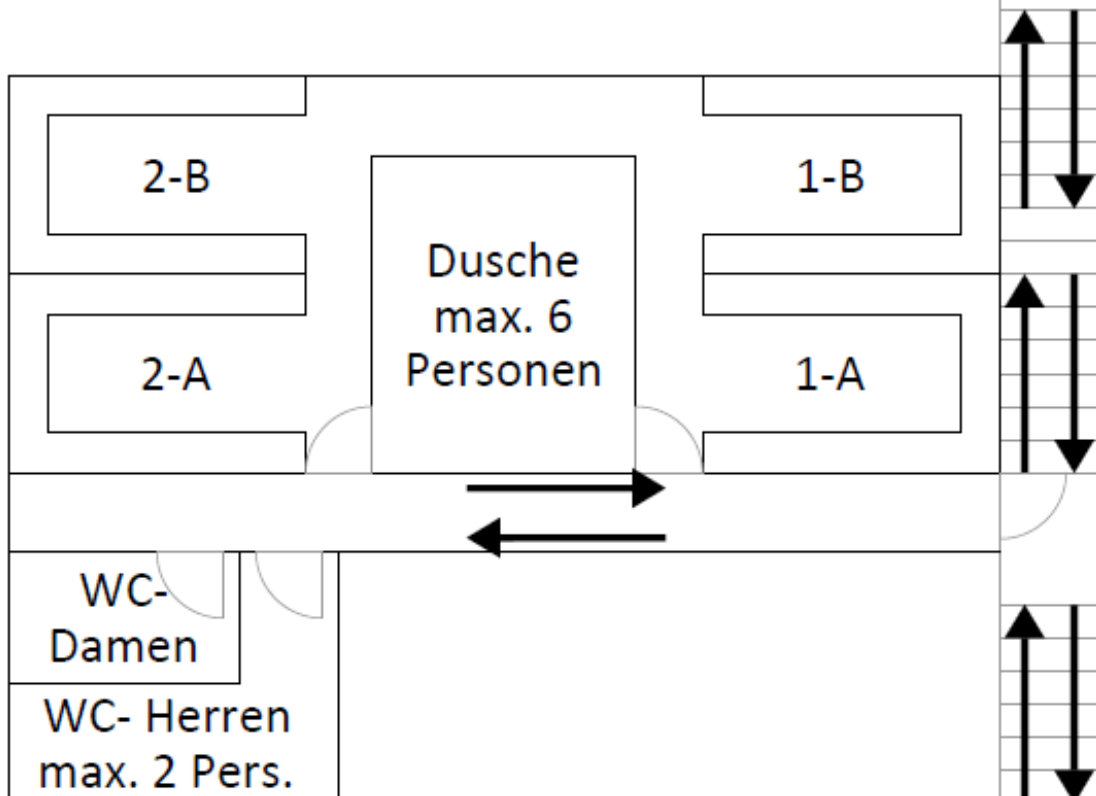 2-B
1-B
Dusche
max. 6
Personen
2-A
1-A
WC-
Damen
WC- Herren
max. 2 Pers.